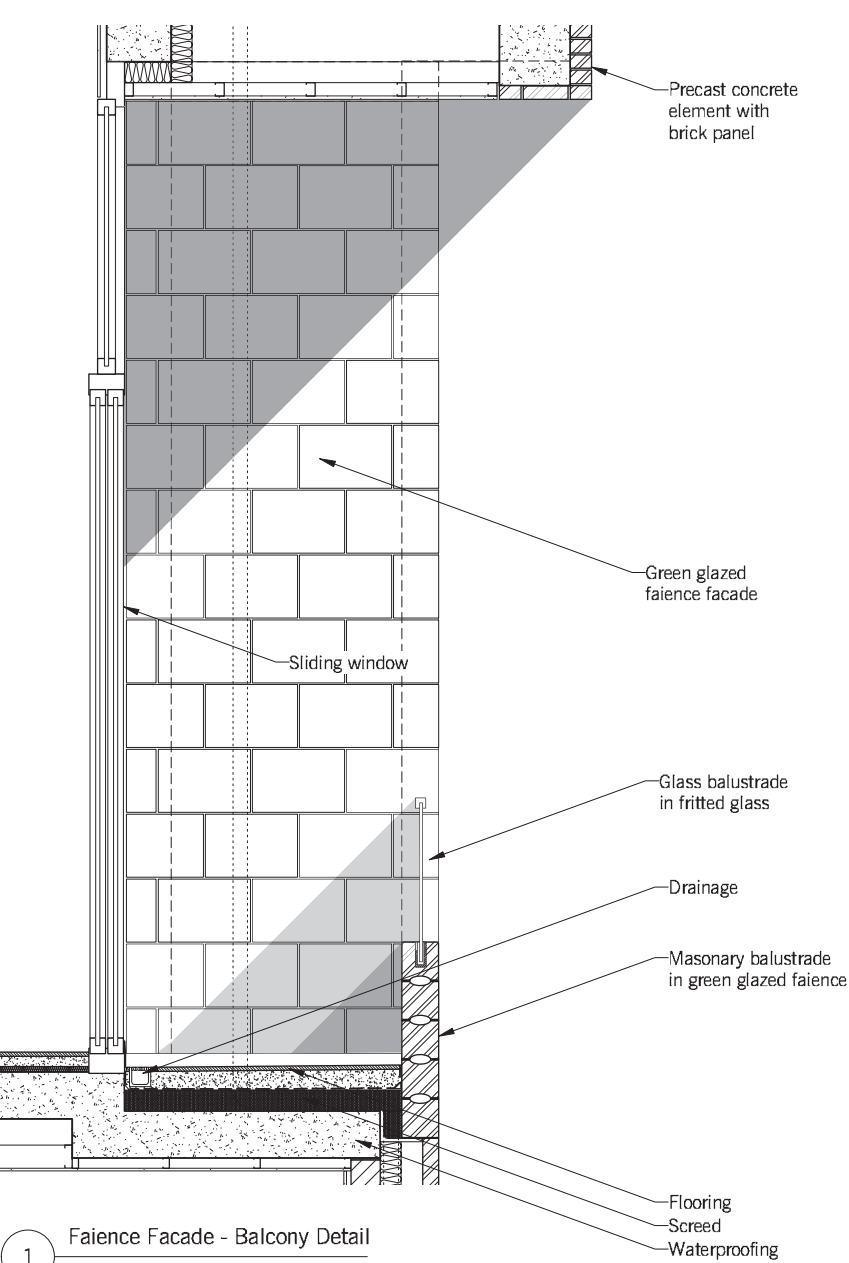 Precast concrete
element with
brick panel
Green glazed
faience facade
Sliding window
Glass balustrade
in fritted glass
Drainage
Masonary balustrade
in green glazed faience
Flooring
Screed
Waterproofing
Faience Facade - Balcony Detail
1